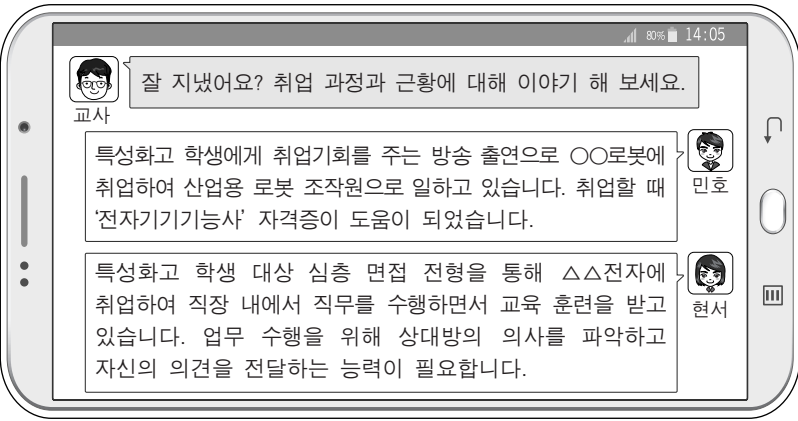 80% 14:05
잘 지냈어요? 취업 과정과 근황에 대해 이야기 해 보세요.
교사
특성화고 학생에게 취업기회를 주는 방송 출연으로 ○○로봇에
취업하여 산업용 로봇 조작원으로 일하고 있습니다. 취업할 때
‘전자기기기능사’ 자격증이 도움이 되었습니다.
민호
특성화고 학생 대상 심층 면접 전형을 통해 △△전자에
취업하여 직장 내에서 직무를 수행하면서 교육 훈련을 받고
있습니다. 업무 수행을 위해 상대방의 의사를 파악하고
자신의 의견을 전달하는 능력이 필요합니다.
현서